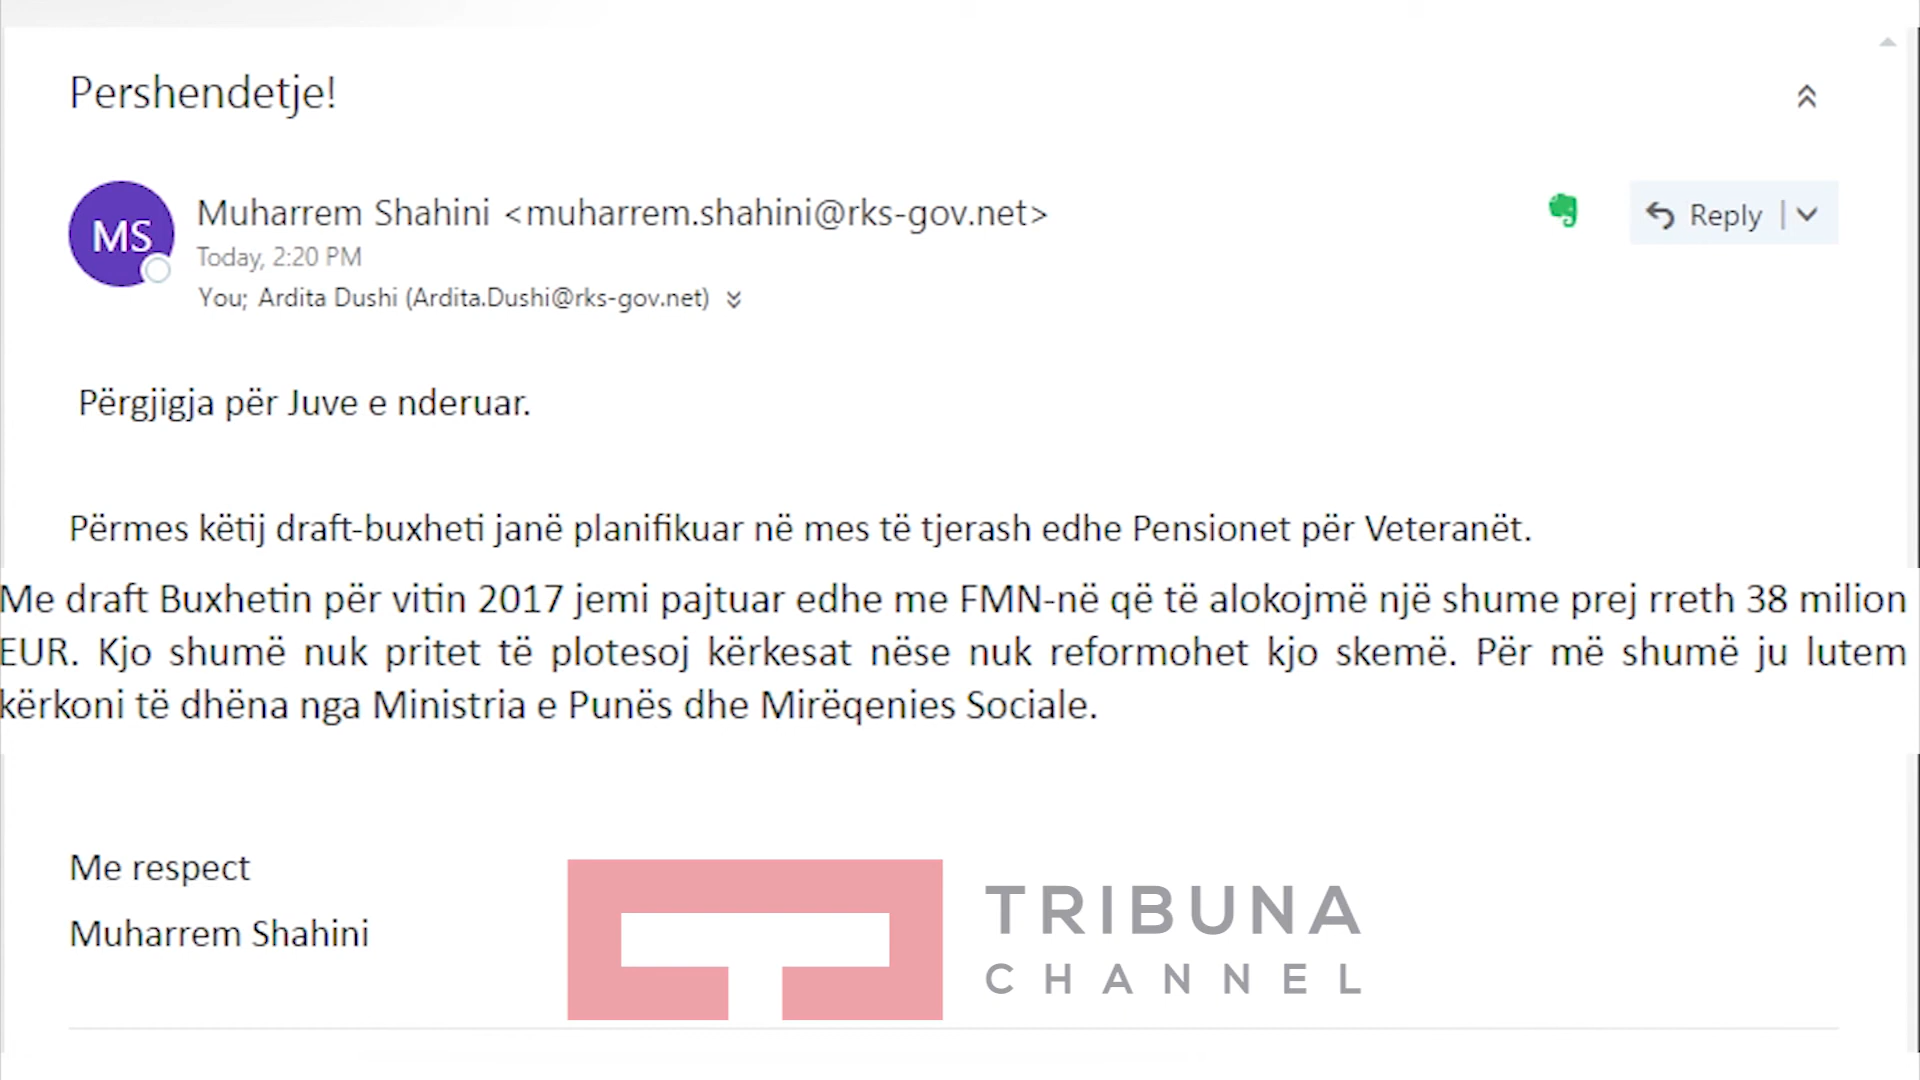 Pershendetje!
MS
Muharrem Shahini <muharrem.shahini@rks-gov.net>
Reply
Today, 2:20 PM
You; Ardita Dushi (Ardita.Dushi@rks-gov.net)
Përgjigja për Juve e nderuar.
Përmes këtij draft-buxheti janë planifikuar në mes të tjerash edhe Pensionet për Veteranët.
Me draft Buxhetin për vitin 2017 jemi pajtuar edhe me FMN-në që të alokojmë një shume prej rreth 38 milion
EUR. Kjo shumë nuk pritet të plotesoj kërkesat nëse nuk reformohet kjo skemë. Për më shumë ju lutem
kërkoni të dhëna nga Ministria e Punës dhe Mirëqenies Sociale.
Me respect
Muharrem Shahini
TRIBUNA
CHANNEL